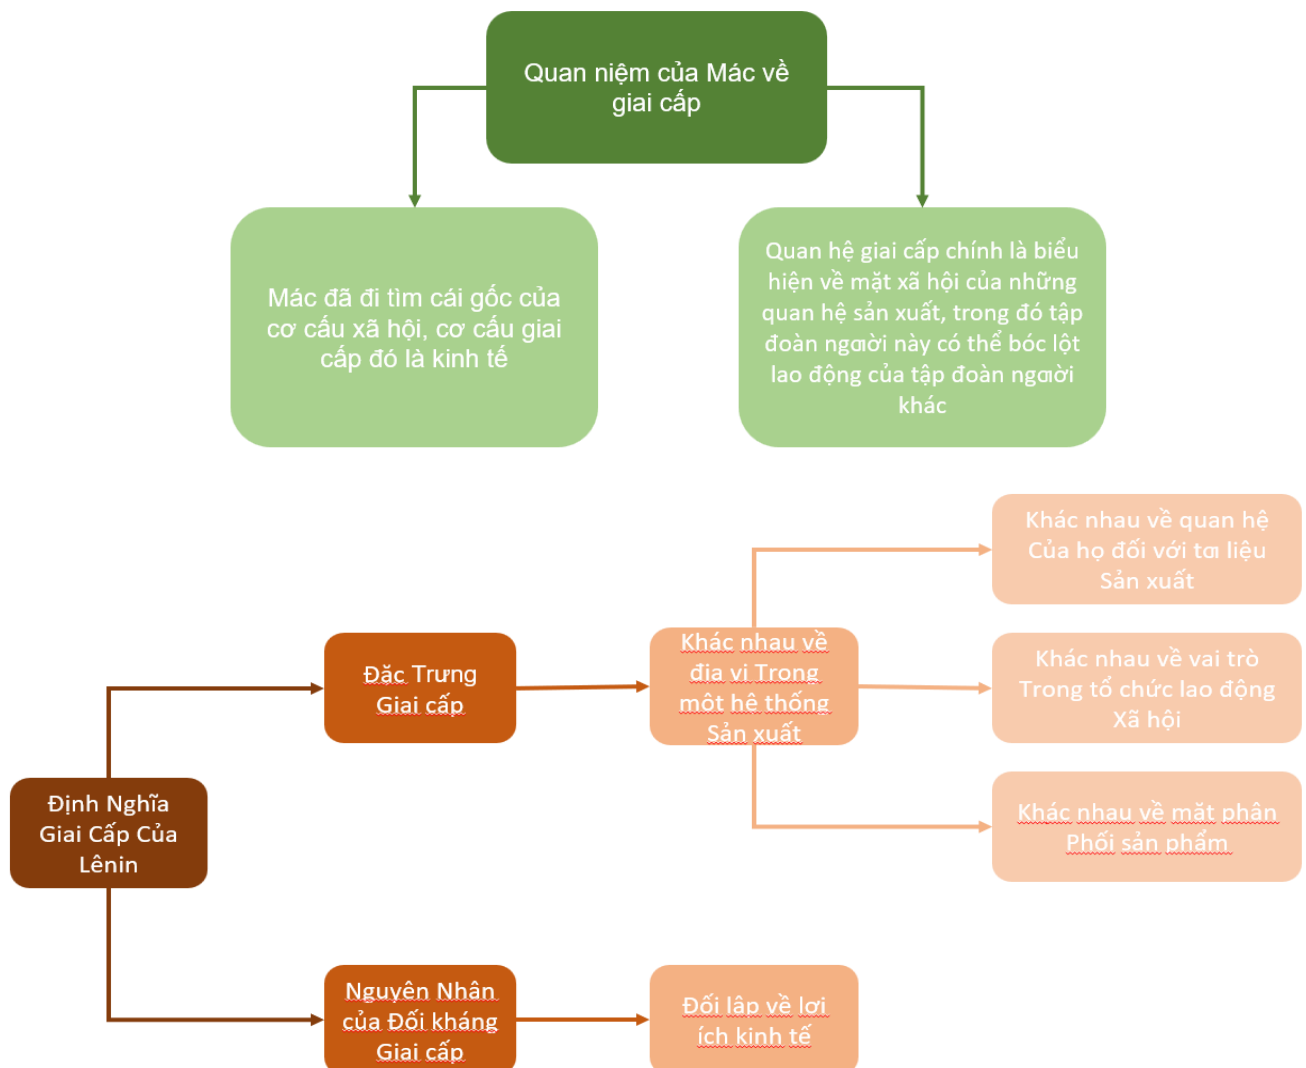 Quan niệm của Mác về
giai cấp
Mác đã đi tìm cái gốc của
cơ cấu xã hội, cơ cấu giai
cấp đó là kinh tế
Quan hệ giai cấp chính là biểu
hiện về mặt xã hội của những
quan hệ sản xuất, trong đó tập
đoàn ngƣời này có thể bóc lột
lao động của tập đoàn ngƣời
khác
Khác nhau về quan hệ
Của họ đối với tƣ liệu
Sản xuất
Đặc Trưng
Giai cấp
Khác nhau về
địa vị Trong
một hệ thống
Sản xuất
Khác nhau về vai trò
Trong tổ chức lao động
Xã hội
Định Nghĩa
Giai Cấp Của
Lênin
Khác nhau về mặt phân
Phối sản phẩm
Nguyên Nhân
của Đối kháng
Giai cấp
Đối lập về lợi
ích kinh tế